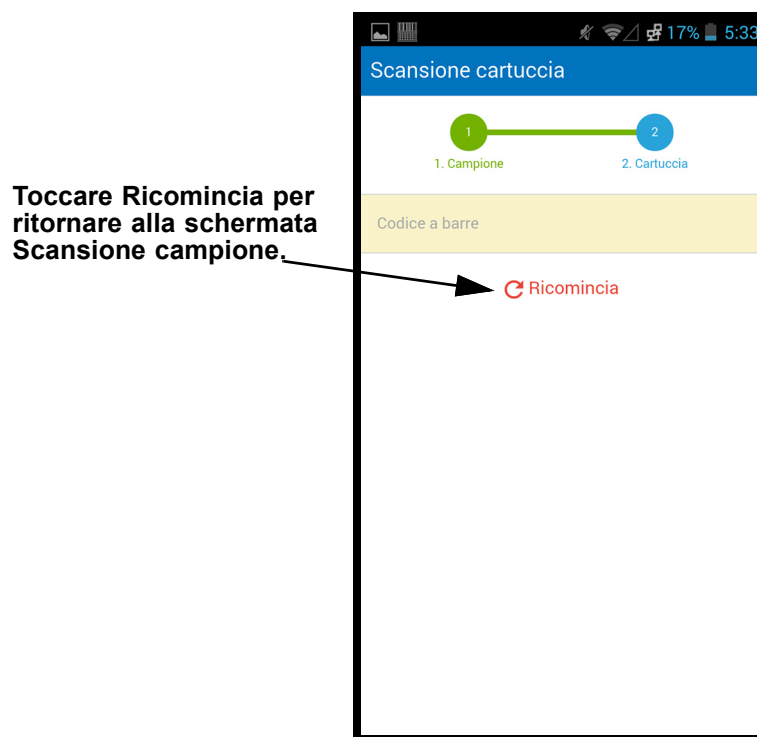 17% 5:33
Scansione cartuccia
1 2
1. Campione 2. Cartuccia
Toccare Ricomincia per
ritornare alla schermata
Scansione campione.
Codice a barre
Ricomincia